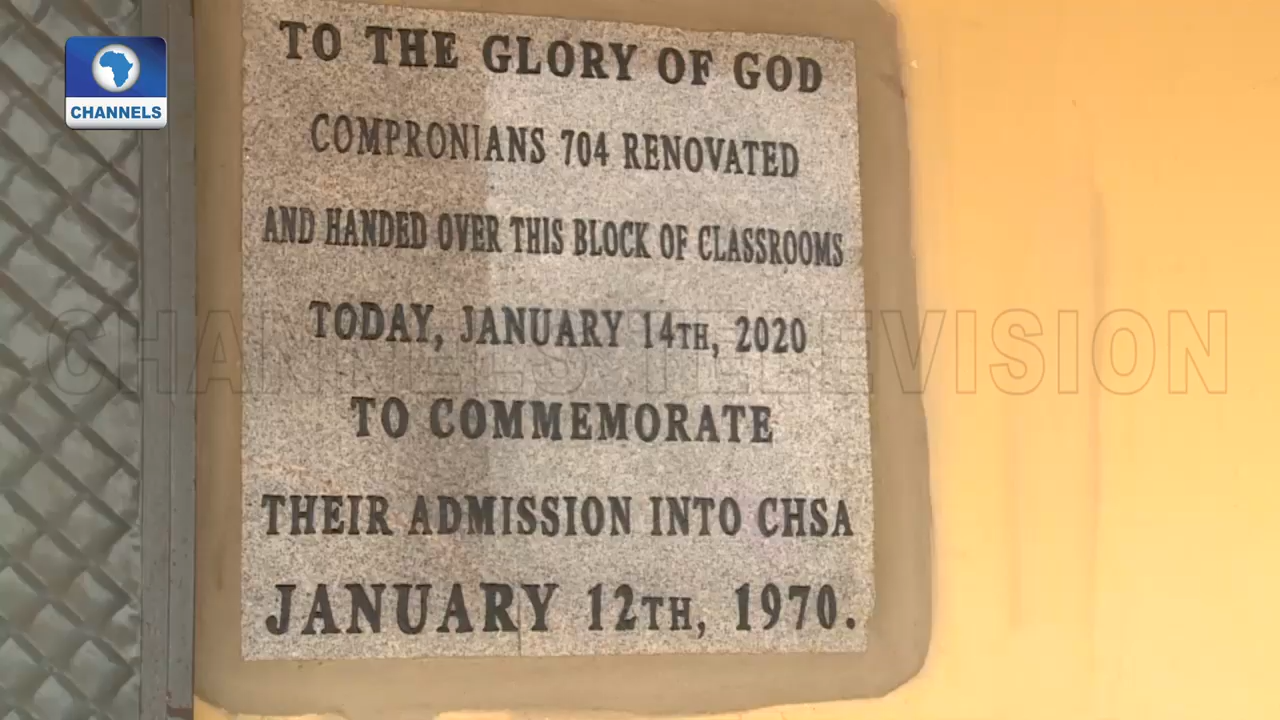 CHANNELS
TO THE GLORY OF GOD
COMPRONIANS 704 RENOVATED
AND HANDED OVER THIS BLOCK OF CLASSROOMS
TODAY, JANUARY 14TH, 2020
TO COMMEMORATE
THEIR ADMISSION INTO CHSA
JANUARY 12TH, 1970.
CHANNELS TELEVISION